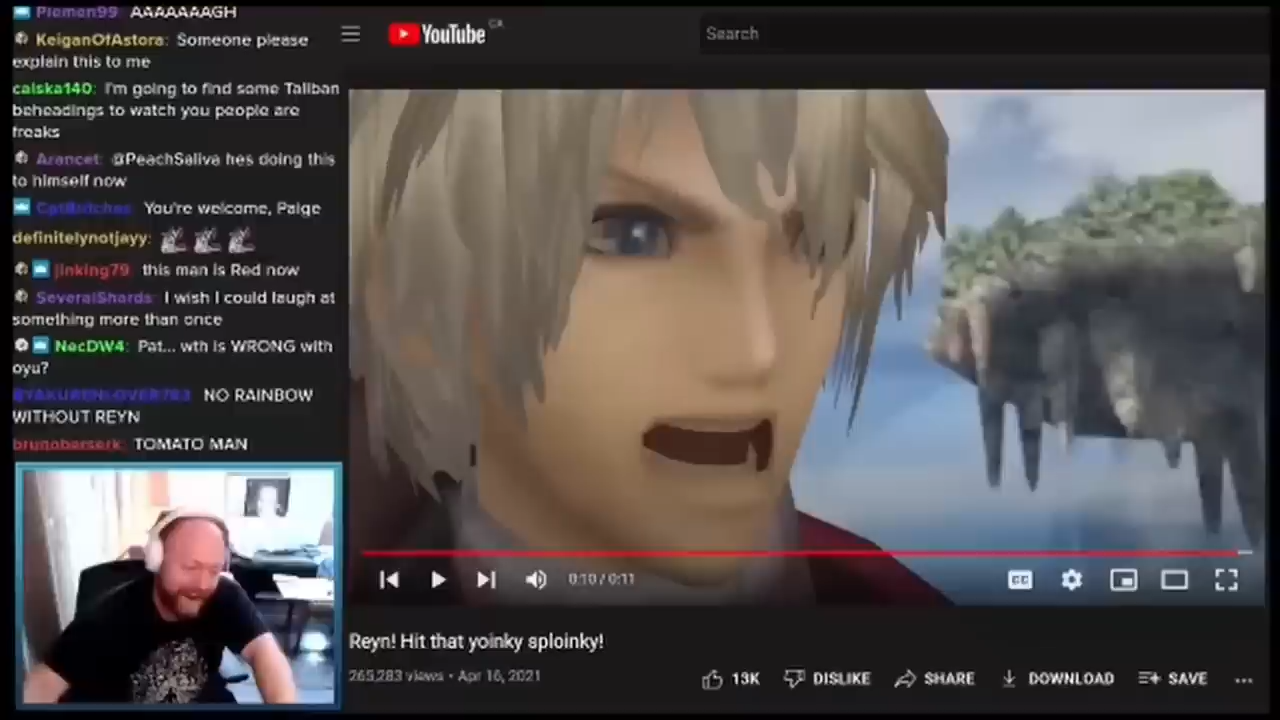 Plemen99: AAAAAAAGH
KeiganOfAstora: Someone please
explain this to me
calska140: I'm going to find some Taliban
beheadings to watch you people are
freaks
Arancet: @PeachSaliva hes doing this
to himself now
You're welcome, Paige
definitelynotjayy:
jinking79 this man is Red now
SeveralShards: I wish I could laugh at
something more than once
NecDW4: Pat... wth is WRONG with
oyu?
NO RAINBOW
WITHOUT REYN
brunoberserk: TOMATO MAN
YouTube CA
Search
CC
0:10 / 0:11
Reyn! Hit that yoinky sploinky!
265,283 views • Apr 16, 2021
13K DISLIKE SHARE DOWNLOAD SAVE ...